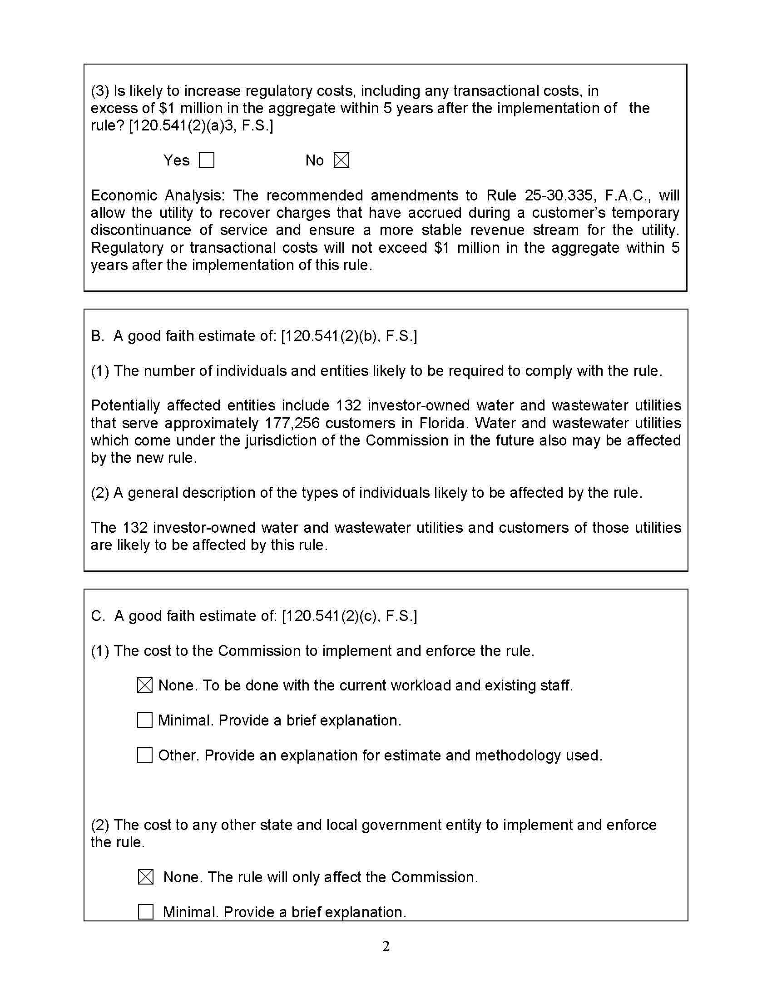 (3) Is likely to increase regulatory costs, including any transactional costs, in
excess of $1 million in the aggregate within 5 years after the implementation of the
rule? [120.541(2)(a)3, F.S.]
Yes ☐ No ☒
Economic Analysis: The recommended amendments to Rule 25-30.335, F.A.C., will
allow the utility to recover charges that have accrued during a customer’s temporary
discontinuance of service and ensure a more stable revenue stream for the utility.
Regulatory or transactional costs will not exceed $1 million in the aggregate within 5
years after the implementation of this rule.
B. A good faith estimate of: [120.541(2)(b), F.S.]
(1) The number of individuals and entities likely to be required to comply with the rule.
Potentially affected entities include 132 investor-owned water and wastewater utilities
that serve approximately 177,256 customers in Florida. Water and wastewater utilities
which come under the jurisdiction of the Commission in the future also may be affected
by the new rule.
(2) A general description of the types of individuals likely to be affected by the rule.
The 132 investor-owned water and wastewater utilities and customers of those utilities
are likely to be affected by this rule.
C. A good faith estimate of: [120.541(2)(c), F.S.]
(1) The cost to the Commission to implement and enforce the rule.
☒ None. To be done with the current workload and existing staff.
☐ Minimal. Provide a brief explanation.
☐ Other. Provide an explanation for estimate and methodology used.
(2) The cost to any other state and local government entity to implement and enforce
the rule.
☒ None. The rule will only affect the Commission.
☐ Minimal. Provide a brief explanation.
2